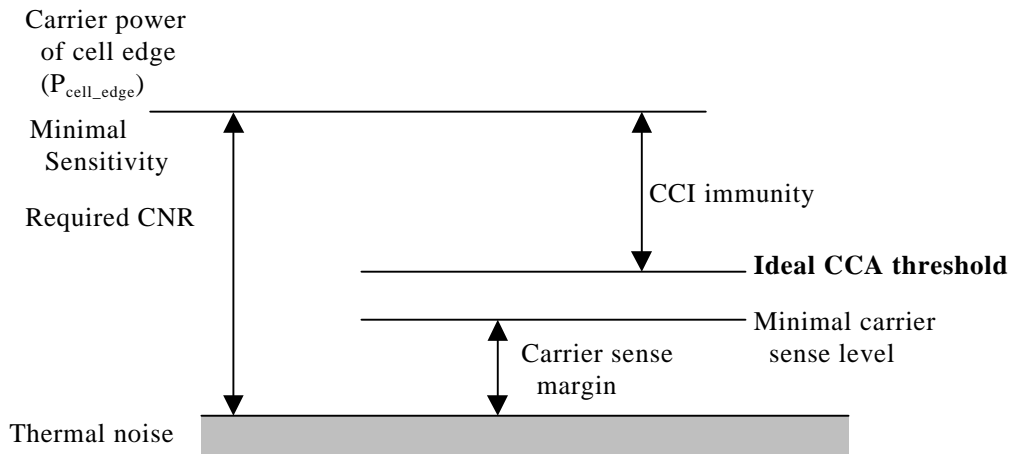 Carrier power
of cell edge
(Pcell_edge)
Minimal
Sensitivity
Required CNR
CCI immunity
Ideal CCA threshold
Minimal carrier
sense level
Carrier sense
margin
Thermal noise